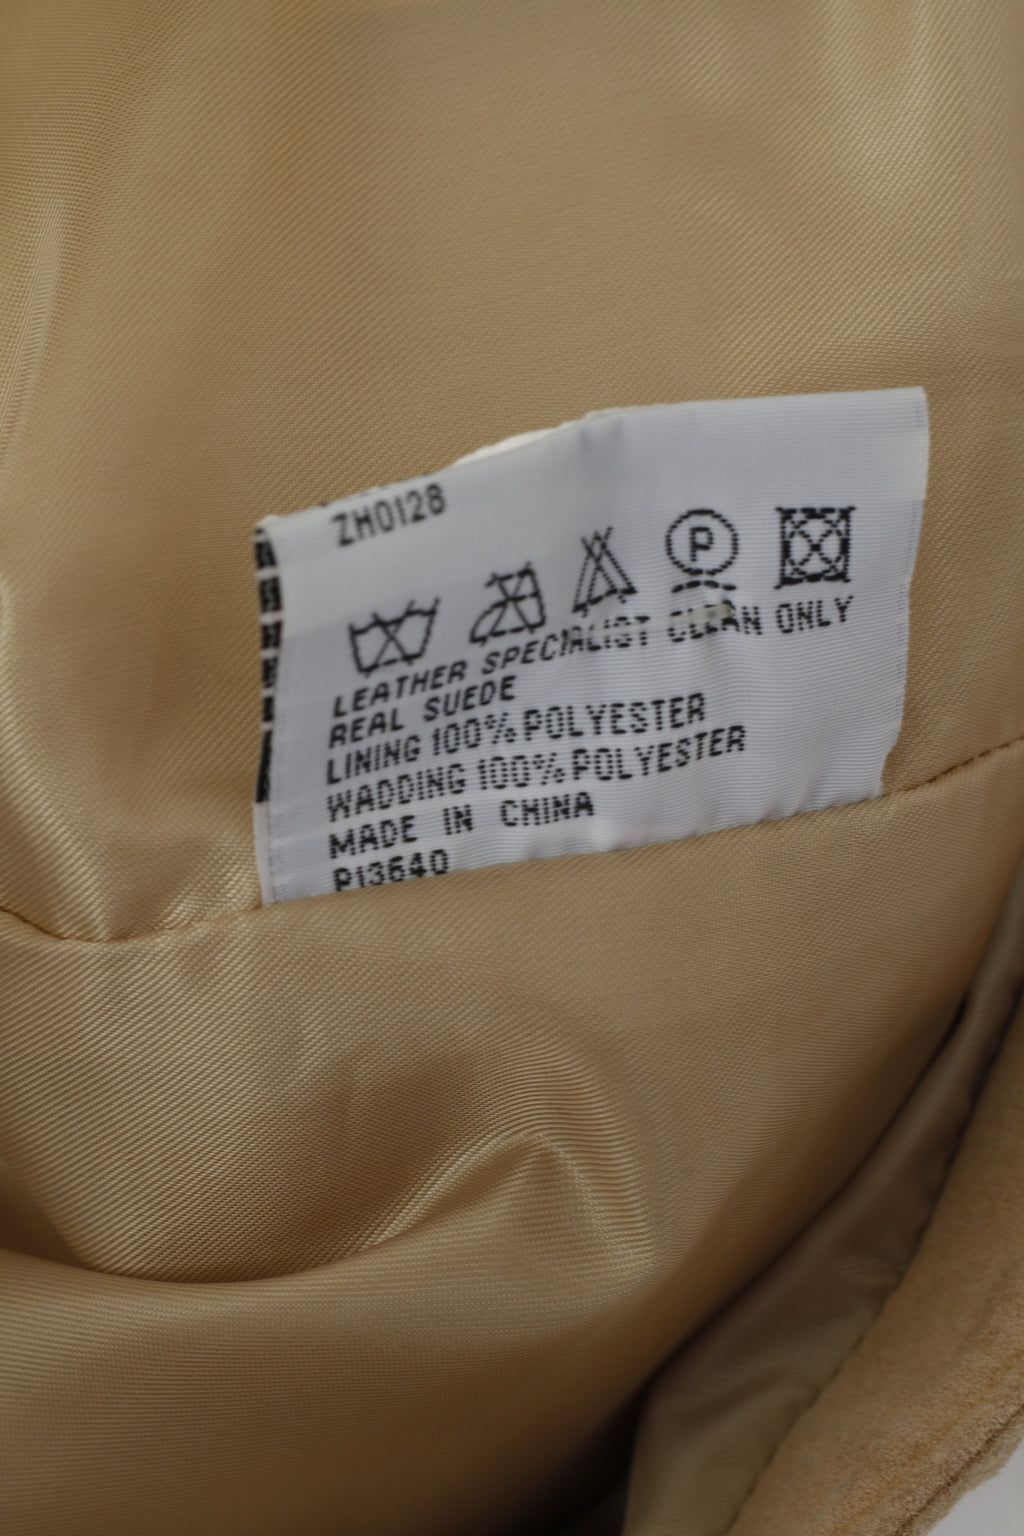 ZH0128
P
LEATHER SPECIALIST CLEAN ONLY
REAL SUEDE
LINING 100% POLYESTER
WADDING 100% POLYESTER
MADE IN CHINA
P13640